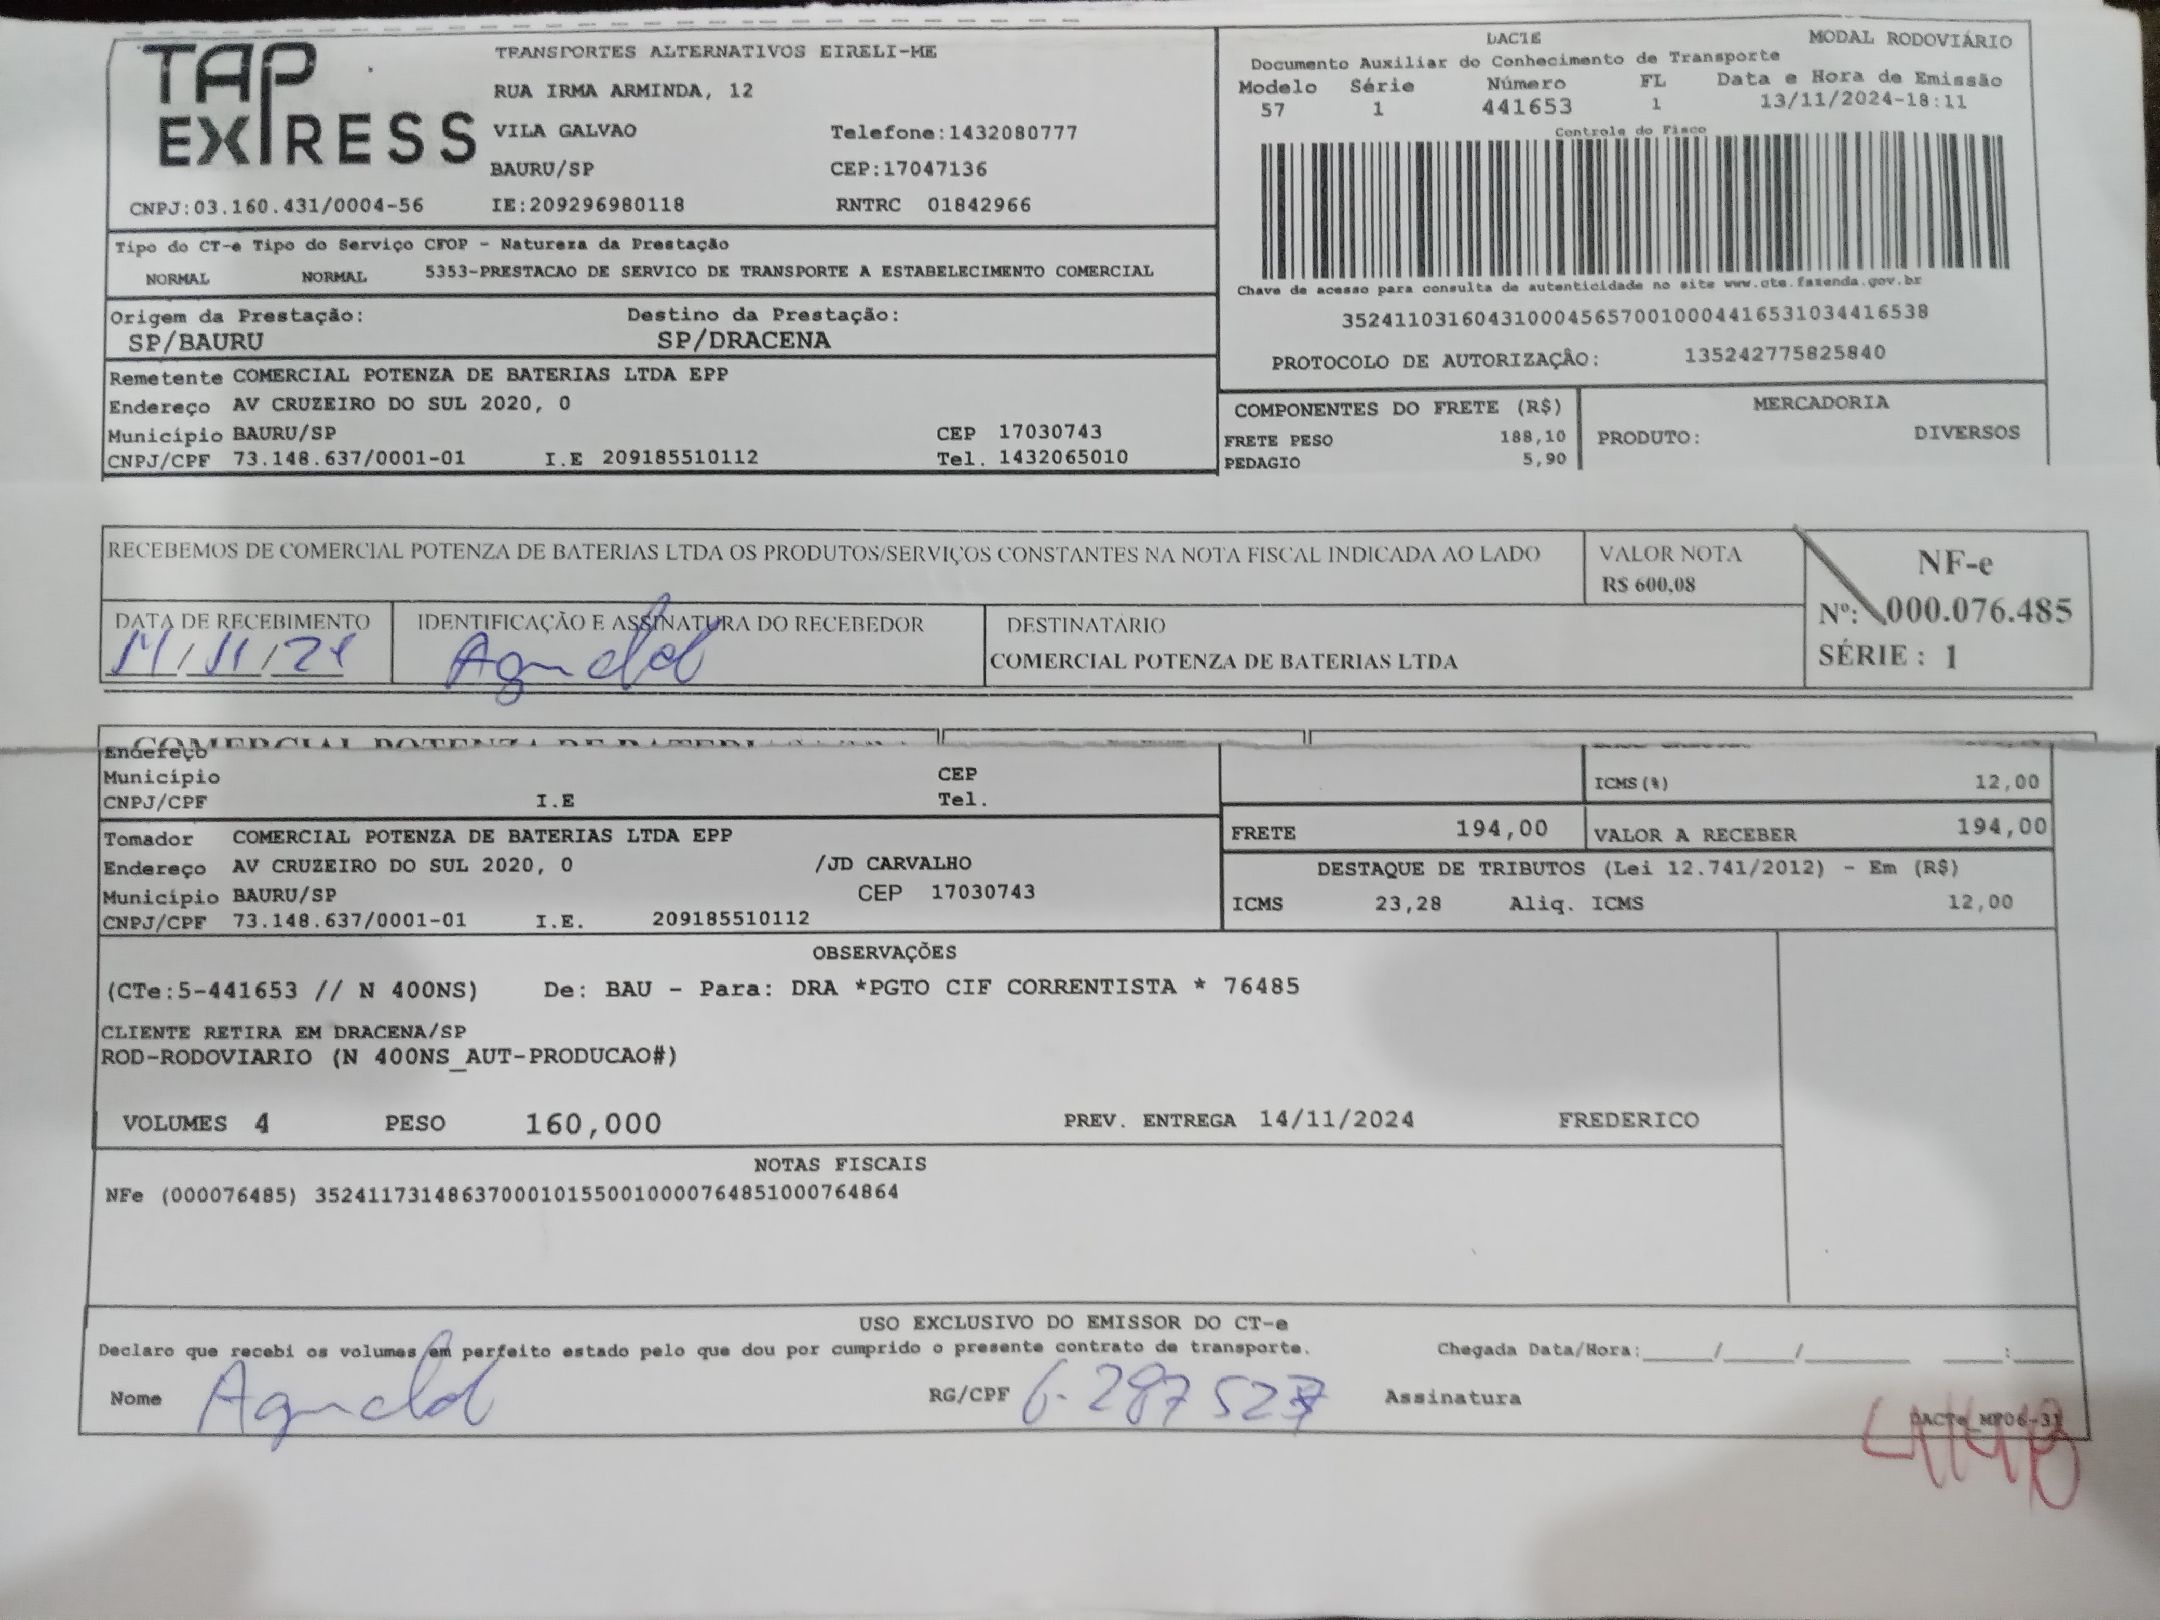 TAP EXPRESS
TRANSPORTES ALTERNATIVOS EIRELI-ME
RUA IRMA ARMINDA, 12
VILA GALVAO Telefone:1432080777
BAURU/SP CEP:17047136
CNPJ:03.160.431/0004-56 IE:209296980118 RNTRC 01842966
DACTE MODAL RODOVIÁRIO
Documento Auxiliar do Conhecimento de Transporte
Modelo Série Número FL Data e Hora de Emissão
57 1 441653 1 13/11/2024-18:11
Controle do Fisco
Chave de acesso para consulta de autenticidade no site www.cte.fazenda.gov.br
35241103160431000456570010004416531034416538
PROTOCOLO DE AUTORIZAÇÃO: 135242775825840
Tipo do CT-e Tipo do Serviço CFOP - Natureza da Prestação
NORMAL NORMAL 5353-PRESTACAO DE SERVICO DE TRANSPORTE A ESTABELECIMENTO COMERCIAL
Origem da Prestação: Destino da Prestação:
SP/BAURU SP/DRACENA
Remetente COMERCIAL POTENZA DE BATERIAS LTDA EPP
Endereço AV CRUZEIRO DO SUL 2020, 0
Município BAURU/SP CEP 17030743
CNPJ/CPF 73.148.637/0001-01 I.E 209185510112 Tel. 1432065010
COMPONENTES DO FRETE (R$) MERCADORIA
FRETE PESO 188,10 PRODUTO: DIVERSOS
PEDAGIO 5,90
RECEBEMOS DE COMERCIAL POTENZA DE BATERIAS LTDA OS PRODUTOS/SERVIÇOS CONSTANTES NA NOTA FISCAL INDICADA AO LADO
VALOR NOTA
R$ 600,08
NF-e
Nº: 000.076.485
SÉRIE : 1
DATA DE RECEBIMENTO
IDENTIFICAÇÃO E ASSINATURA DO RECEBEDOR
DESTINATÁRIO
COMERCIAL POTENZA DE BATERIAS LTDA
COMERCIAL POTENZA DE BATERIAS
Endereço
Município CEP
CNPJ/CPF I.E Tel.
ICMS(%) 12,00
FRETE 194,00 VALOR A RECEBER 194,00
Tomador COMERCIAL POTENZA DE BATERIAS LTDA EPP
Endereço AV CRUZEIRO DO SUL 2020, 0 /JD CARVALHO
Município BAURU/SP CEP 17030743
CNPJ/CPF 73.148.637/0001-01 I.E. 209185510112
DESTAQUE DE TRIBUTOS (Lei 12.741/2012) - Em (R$)
ICMS 23,28 Aliq. ICMS 12,00
OBSERVAÇÕES
(CTe:5-441653 // N 400NS) De: BAU - Para: DRA *PGTO CIF CORRENTISTA * 76485
CLIENTE RETIRA EM DRACENA/SP
ROD-RODOVIARIO (N 400NS_AUT-PRODUCAO#)
VOLUMES 4 PESO 160,000 PREV. ENTREGA 14/11/2024 FREDERICO
NOTAS FISCAIS
NFe (000076485) 35241173148637000101550010000764851000764864
USO EXCLUSIVO DO EMISSOR DO CT-e
Declaro que recebi os volumes em perfeito estado pelo que dou por cumprido o presente contrato de transporte. Chegada Data/Hora:_____/_____/_______ ____:____
Nome RG/CPF 6.287527 Assinatura